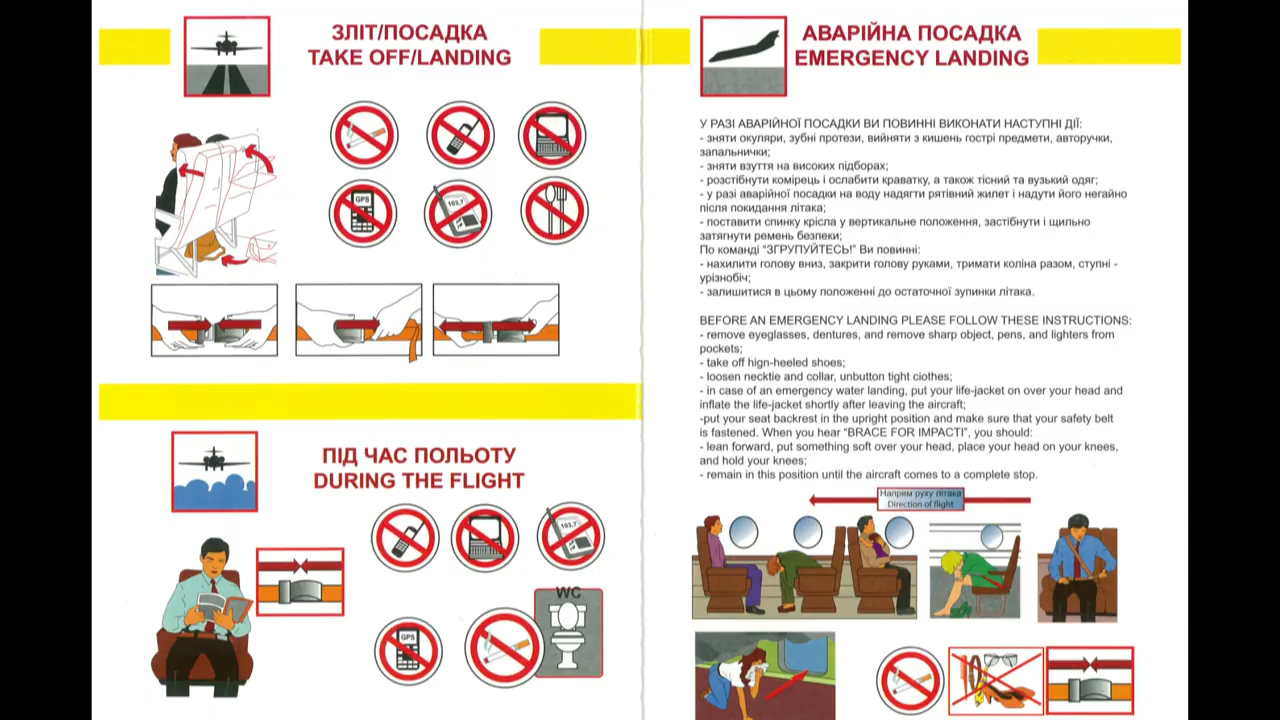 ЗЛІТ/ПОСАДКА
TAKE OFF/LANDING
GPS
103,7
ПІД ЧАС ПОЛЬОТУ
DURING THE FLIGHT
103,7
GPS
WC
АВАРІЙНА ПОСАДКА
EMERGENCY LANDING
У РАЗІ АВАРІЙНОЇ ПОСАДКИ ВИ ПОВИННІ ВИКОНАТИ НАСТУПНІ ДІЇ:
- зняти окуляри, зубні протези, вийняти з кишень гострі предмети, авторучки,
запальнички;
- зняти взуття на високих підборах;
- розстібнути комірець і ослабити краватку, а також тісний та вузький одяг;
- у разі аварійної посадки на воду надягти рятівний жилет і надути його негайно
після покидання літака;
- поставити спинку крісла у вертикальне положення, застібнути і щильно
затягнути ремень безпеки;
По команді "ЗГРУПУЙТЕСЬ!" Ви повинні:
- нахилити голову вниз, закрити голову руками, тримати коліна разом, ступні -
урізнобіч;
- залишитися в цьому положенні до остаточної зупинки літака.
BEFORE AN EMERGENCY LANDING PLEASE FOLLOW THESE INSTRUCTIONS:
- remove eyeglasses, dentures, and remove sharp object, pens, and lighters from
pockets;
- take off hign-heeled shoes;
- loosen necktie and collar, unbutton tight clothes;
- in case of an emergency water landing, put your life-jacket on over your head and
inflate the life-jacket shortly after leaving the aircraft;
-put your seat backrest in the upright position and make sure that your safety belt
is fastened. When you hear "BRACE FOR IMPACTI", you should:
- lean forward, put something soft over your head, place your head on your knees,
and hold your knees;
- remain in this position until the aircraft comes to a complete stop.
Напрям руху літака
Direction of flight